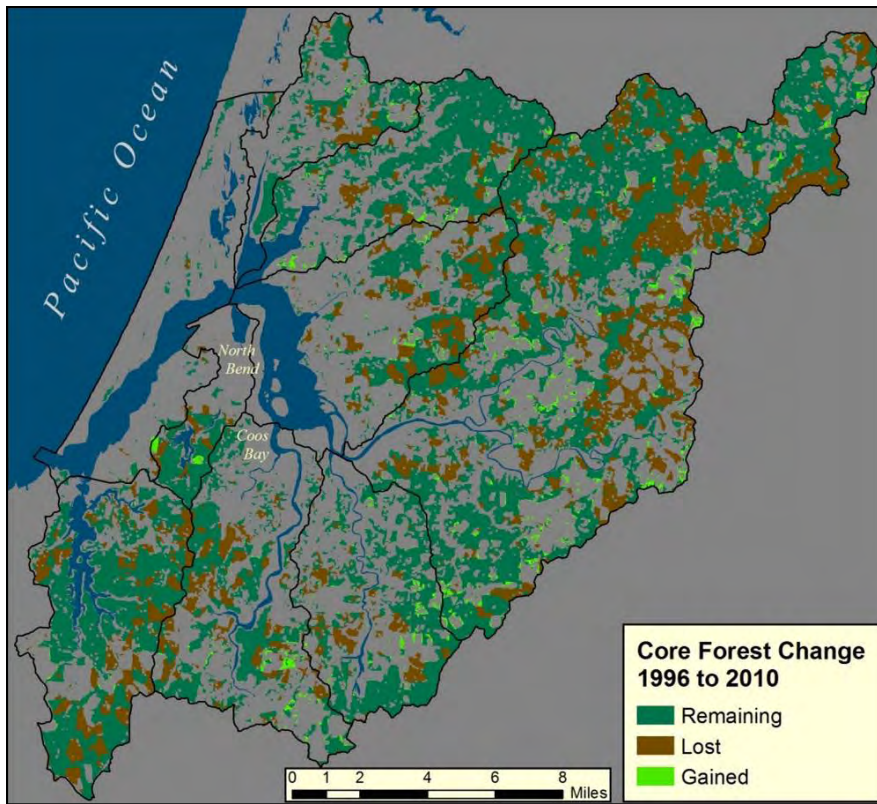 Pacific Ocean
North
Bend
Coos
Bay
Core Forest Change
1996 to 2010
Remaining
Lost
Gained
0 1 2 4 6 8
Miles